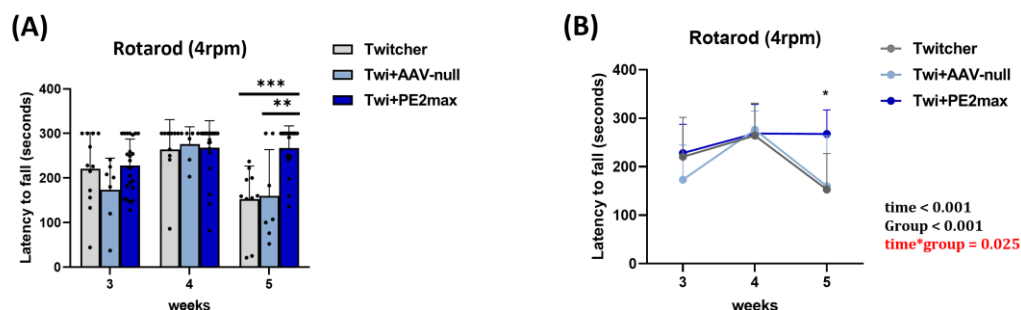 (A)
Rotarod (4rpm)
Twitcher
Twi+AAV-null
Twi+PE2max
Latency to fall (seconds)
400
300
200
100
0
***
**
3
4
5
weeks
(B)
Rotarod (4rpm)
Twitcher
Twi+AAV-null
Twi+PE2max
Latency to fall (seconds)
400
300
200
100
0
*
3
4
5
weeks
time < 0.001
Group < 0.001
time*group = 0.025